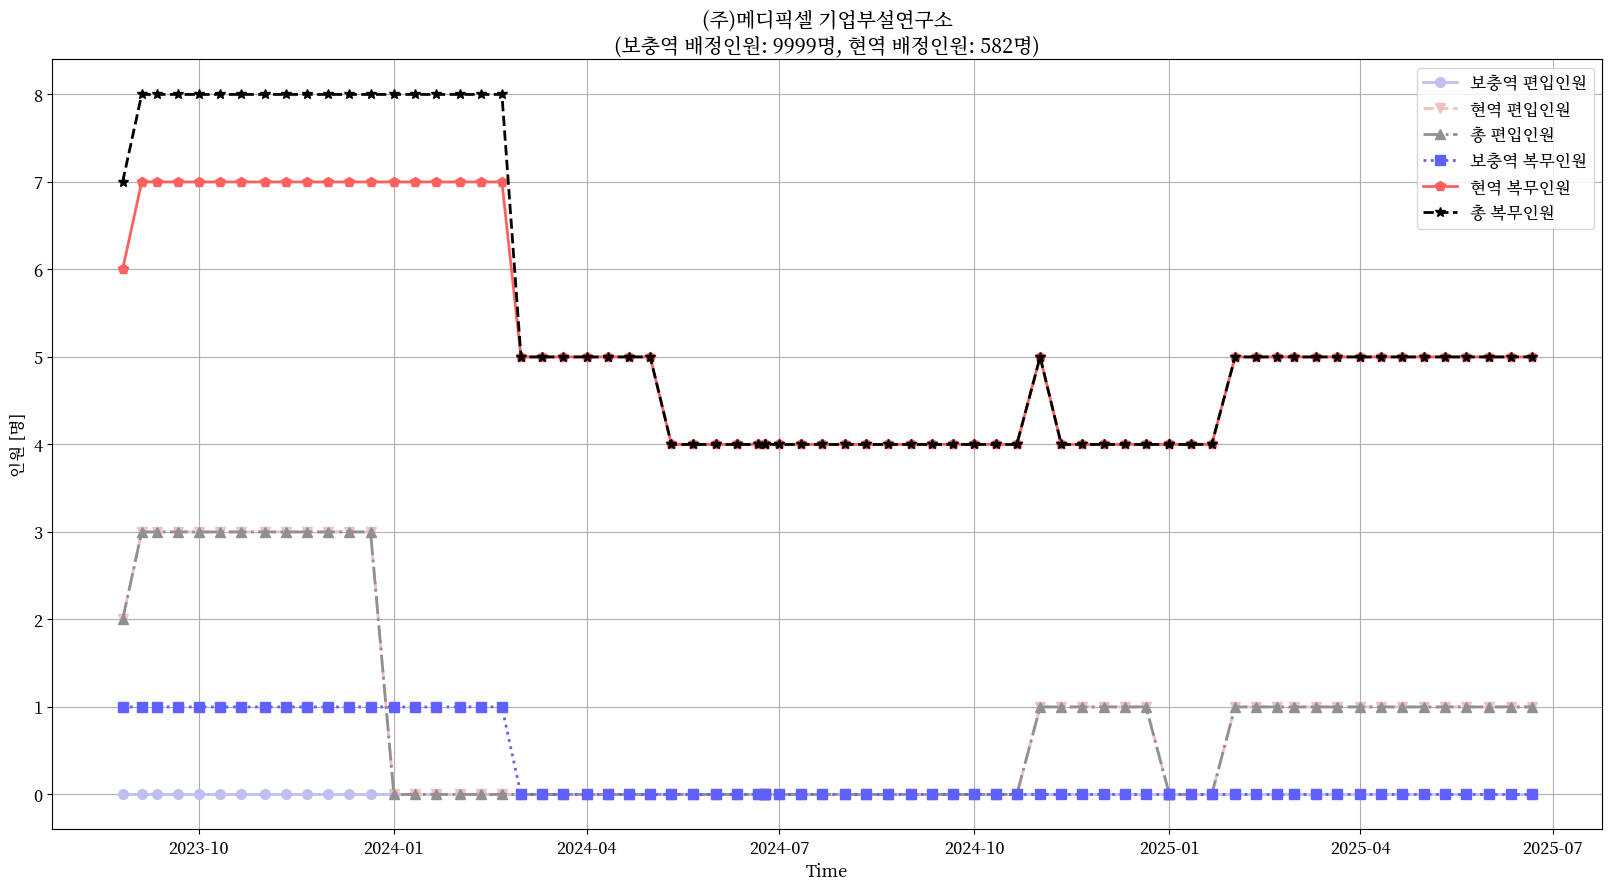 (주)메디픽셀 기업부설연구소
(보충역 배정인원: 9999명, 현역 배정인원: 582명)
보충역 편입인원
현역 편입인원
총 편입인원
보충역 복무인원
현역 복무인원
총 복무인원
인원 [명]
8
7
6
5
4
3
2
1
0
2023-10
2024-01
2024-04
2024-07
2024-10
2025-01
2025-04
2025-07
Time